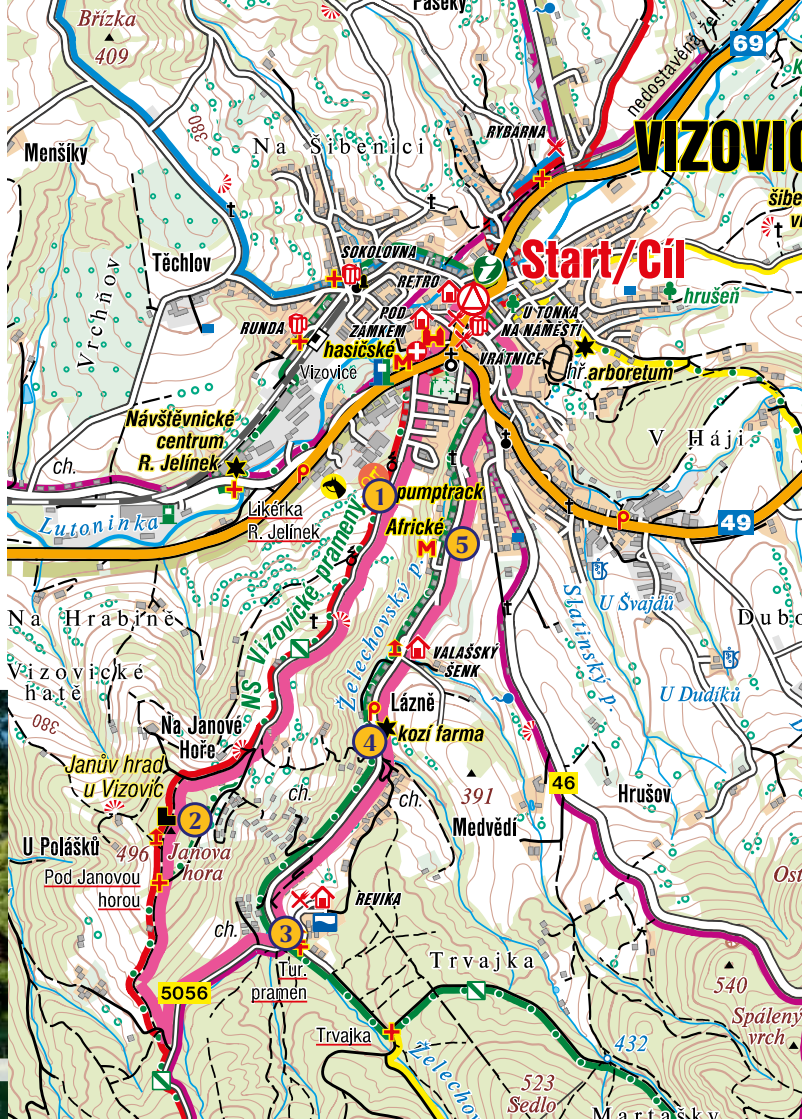 Paseky
Břízka
409
69
nedostavěná žel.
380
RYBÁRNA
VIZOVIC
Na Šibenici
Menšíky
šibe
v
SOKOLOVNA
Start/Cíl
Těchlov
RETRO
hrušeň
Vrchňov
POD
ZÁMKEM
U TONKA
NA NÁMĚSTÍ
RUNDA
hasičské
M
VRÁTNICE
Vizovice
hř.
arboretum
Návštěvnické
centrum
R. Jelínek
V Háji
ch.
P
1
pumptrack
P
49
Likérka
R. Jelínek
Lutoninka
Africké
M
5
NS Vizovické prameny
Želechovský p.
Slatinský p.
U Švajdů
Na Hrabině
Dubo
VALAŠSKÝ
ŠENK
Vizovické
hatě
U Dudíků
380
Lázně
P
Na Janově
Hoře
4
kozí farma
Janův hrad
u Vizovic
ch.
391
46
Hrušov
ch.
2
Medvědí
U Polášků
496
Janova
hora
Pod Janovou
horou
Ost
REVIKA
ch.
3
Tur.
pramen
Trvajka
5056
540
Spálený
vrch
Trvajka
432
Želechov
523
Sedlo
Martašky